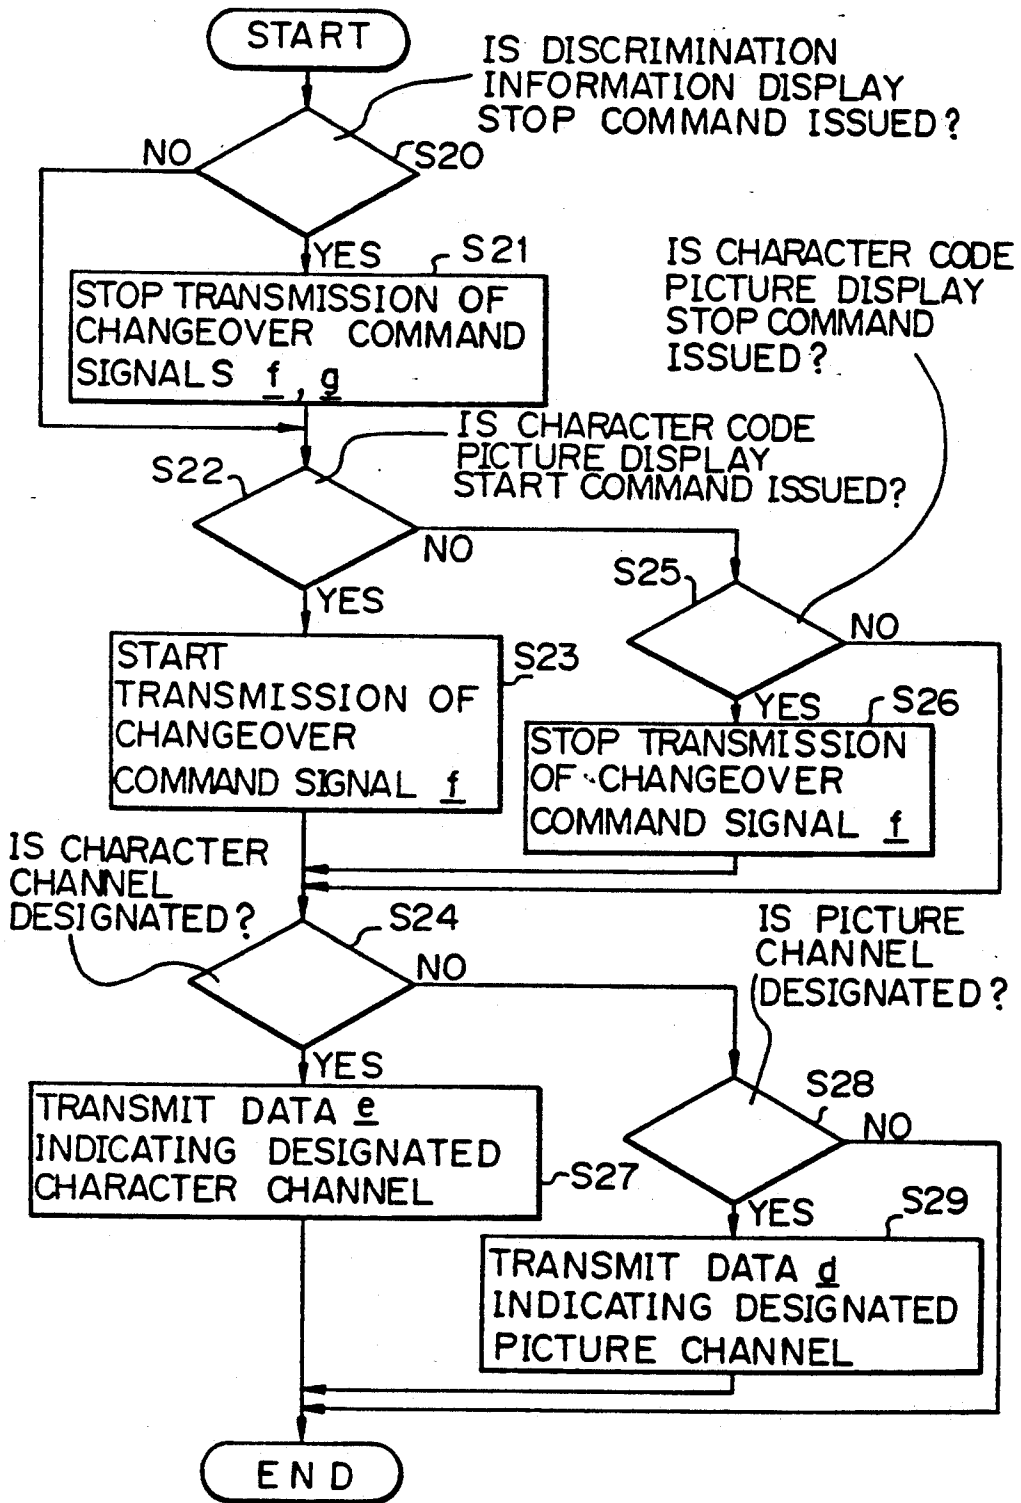 START
IS DISCRIMINATION
INFORMATION DISPLAY
STOP COMMAND ISSUED?
NO
S20
YES
S21
STOP TRANSMISSION OF
CHANGEOVER COMMAND
SIGNALS f, g
IS CHARACTER CODE
PICTURE DISPLAY
STOP COMMAND
ISSUED?
S22
IS CHARACTER CODE
PICTURE DISPLAY
START COMMAND ISSUED?
NO
YES
S25
NO
START
TRANSMISSION OF
CHANGEOVER
COMMAND SIGNAL f
S23
YES
S26
STOP TRANSMISSION
OF CHANGEOVER
COMMAND SIGNAL f
IS CHARACTER
CHANNEL
DESIGNATED?
S24
NO
IS PICTURE
CHANNEL
DESIGNATED?
YES
TRANSMIT DATA e
INDICATING DESIGNATED
CHARACTER CHANNEL
S27
S28
NO
YES
S29
TRANSMIT DATA d
INDICATING DESIGNATED
PICTURE CHANNEL
END